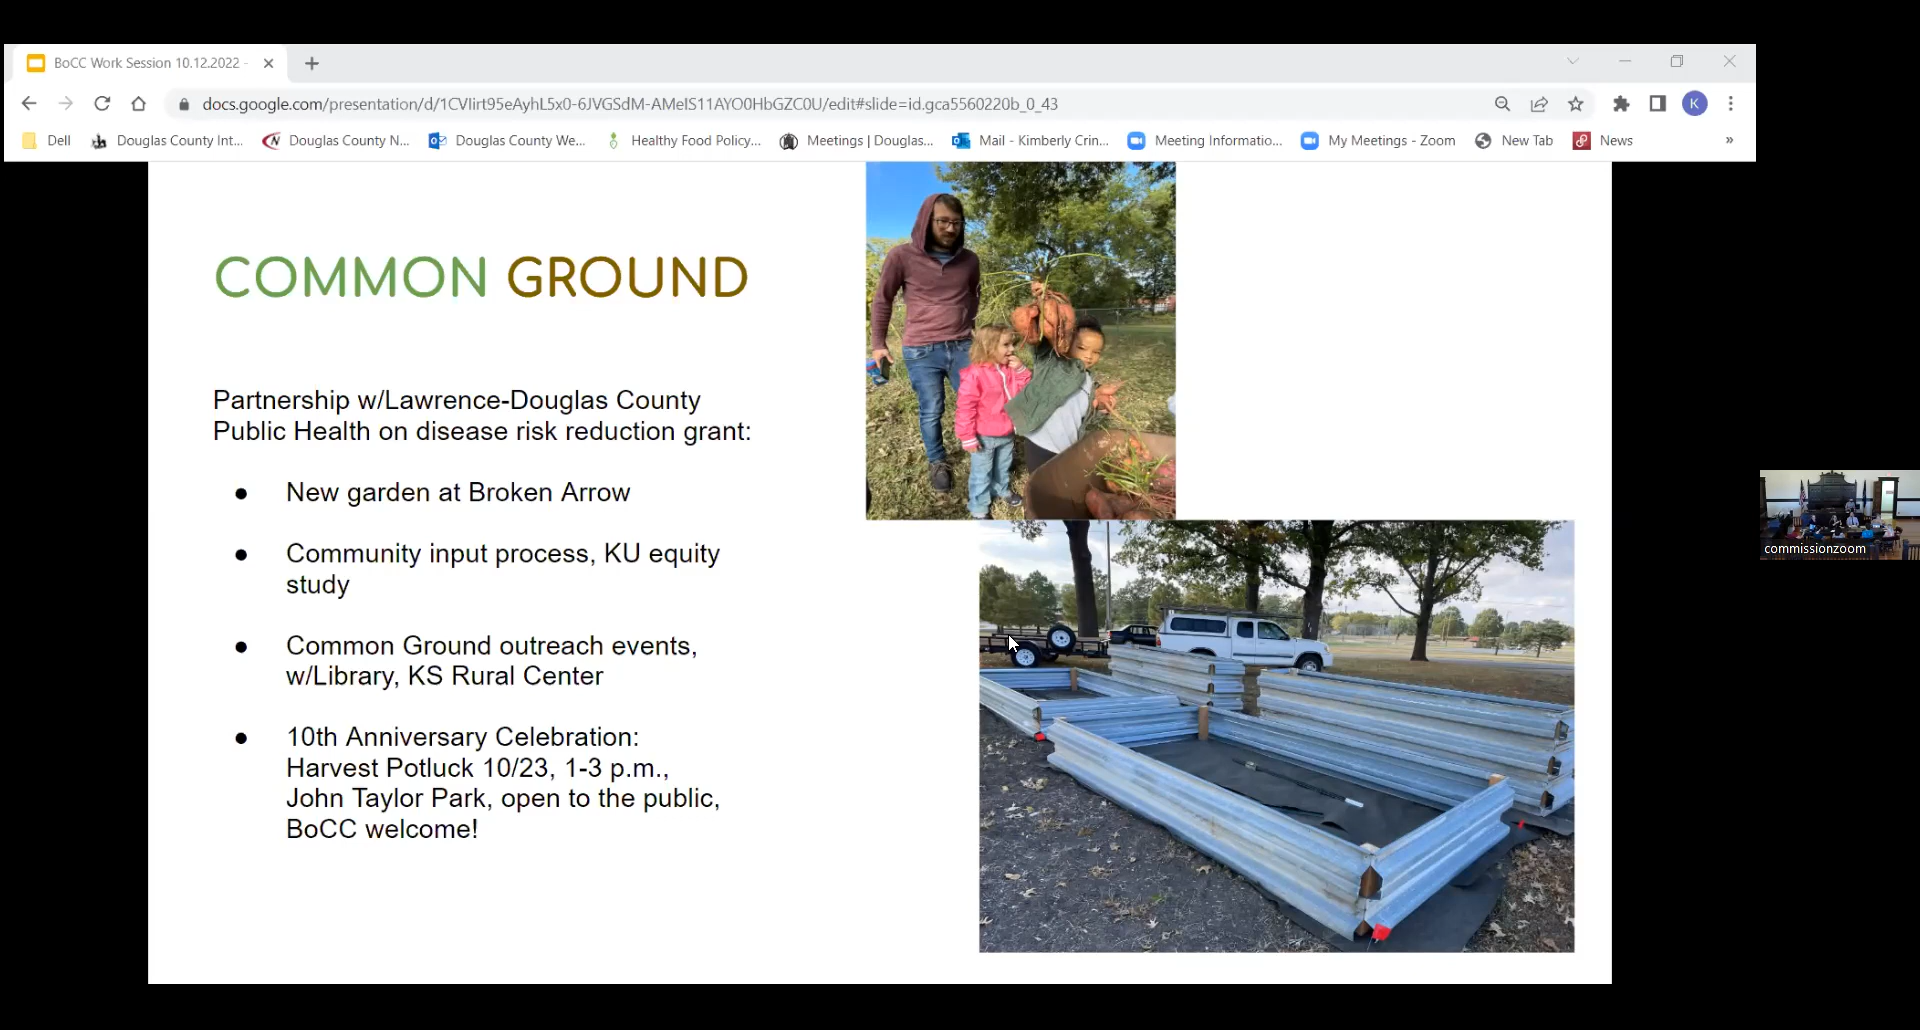 BoCC Work Session 10.12.2022 -
docs.google.com/presentation/d/1CVIirt95eAyhL5x0-6JVGSdM-AMeIS11AYO0HbGZC0U/edit#slide=id.gca5560220b_0_43
K
Dell
Douglas County Int...
Douglas County N...
Douglas County We...
Healthy Food Policy...
Meetings | Douglas...
Mail - Kimberly Crin...
Meeting Informatio...
My Meetings - Zoom
New Tab
News
»
COMMON GROUND
Partnership w/Lawrence-Douglas County
Public Health on disease risk reduction grant:
● New garden at Broken Arrow
● Community input process, KU equity
study
● Common Ground outreach events,
w/Library, KS Rural Center
● 10th Anniversary Celebration:
Harvest Potluck 10/23, 1-3 p.m.,
John Taylor Park, open to the public,
BoCC welcome!
commissionzoom